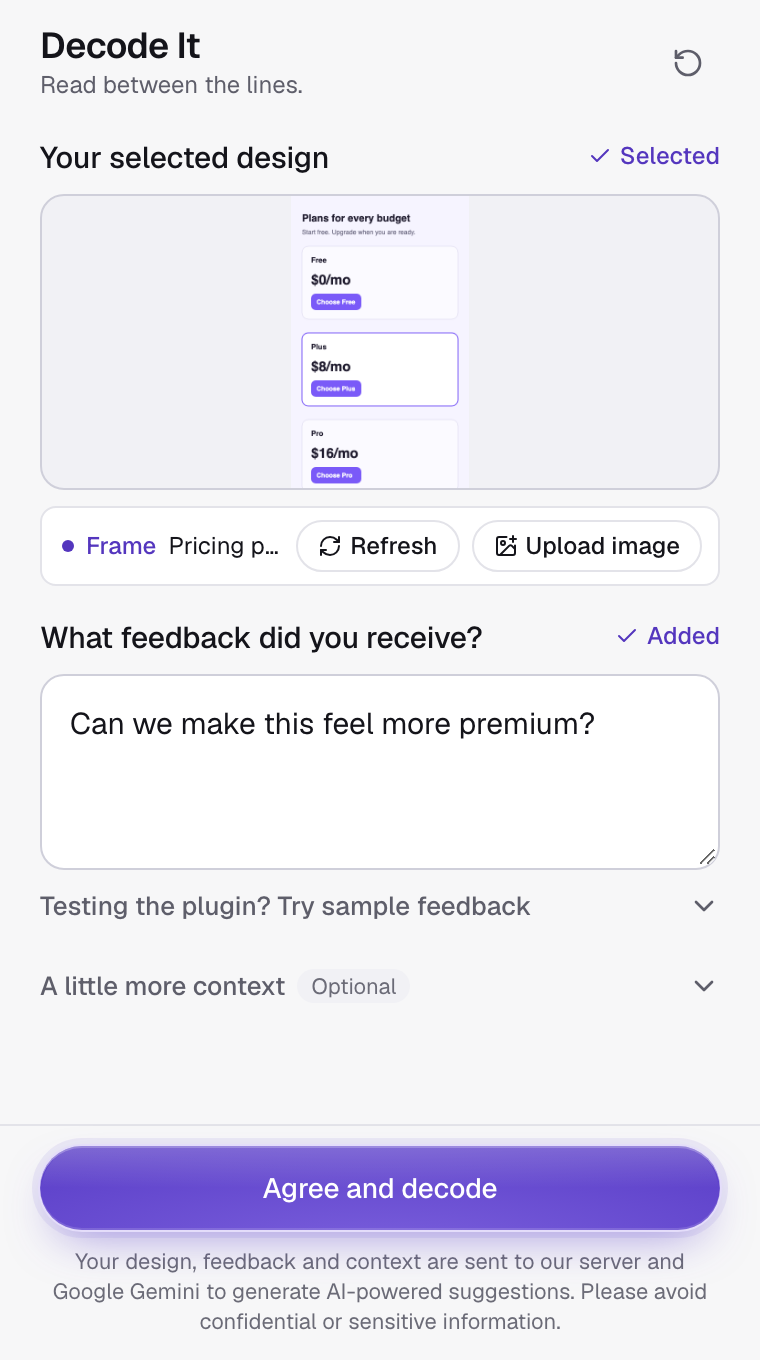 Decode It
Read between the lines.
Your selected design
Selected
Plans for every budget
Start free. Upgrade when you are ready.
Free
$0/mo
Choose Free
Plus
$8/mo
Choose Plus
Pro
$16/mo
Choose Pro
Frame Pricing p... Refresh Upload image
What feedback did you receive?
Added
Can we make this feel more premium?
Testing the plugin? Try sample feedback
A little more context Optional
Agree and decode
Your design, feedback and context are sent to our server and
Google Gemini to generate AI-powered suggestions. Please avoid
confidential or sensitive information.